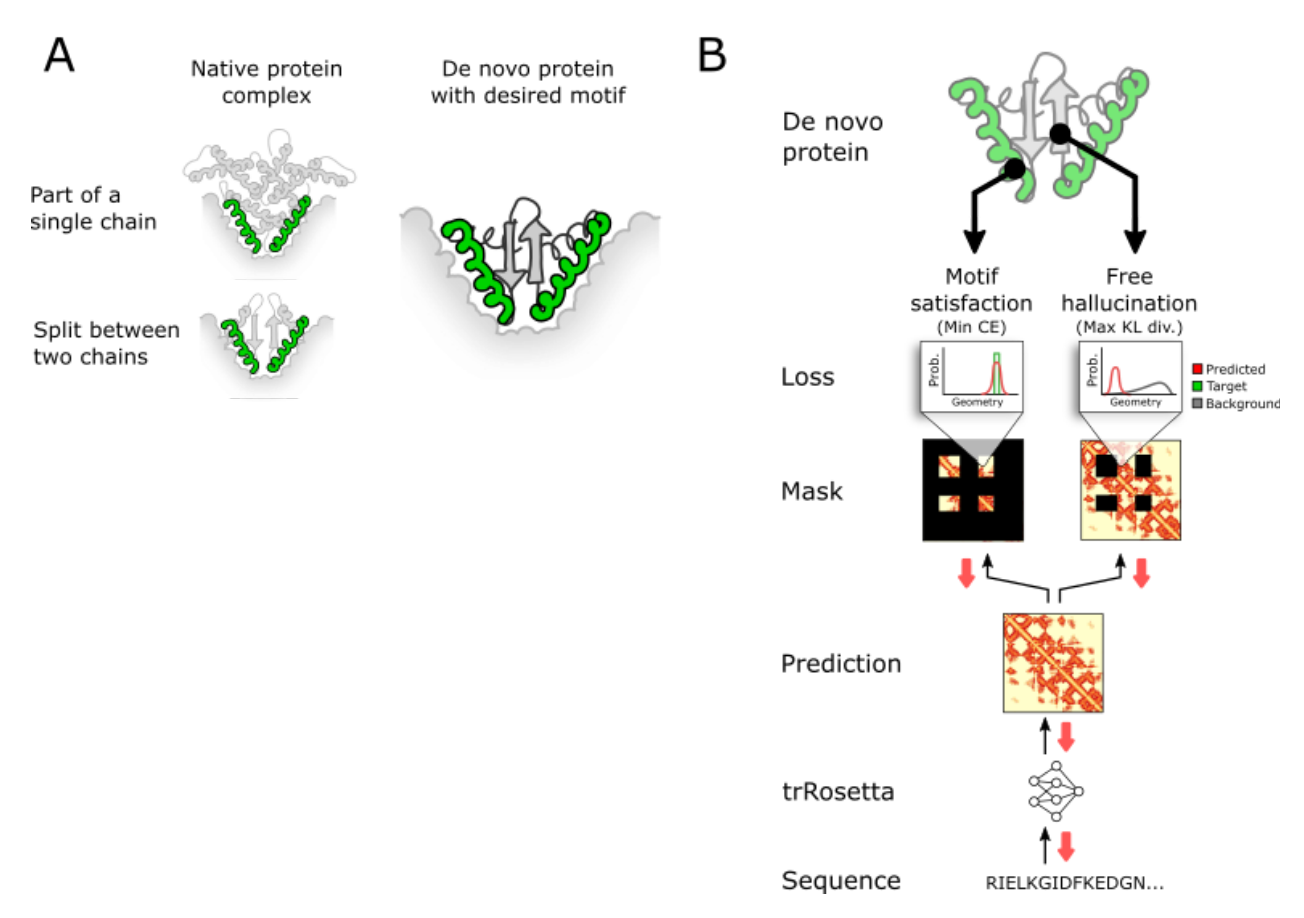 A
Native protein
complex
De novo protein
with desired motif
Part of a
single chain
Split between
two chains
B
De novo
protein
Motif
satisfaction
(Min CE)
Free
hallucination
(Max KL div.)
Loss
Prob.
Geometry
Prob.
Geometry
Predicted
Target
Background
Mask
Prediction
trRosetta
Sequence
RIELKGIDFKEDGN...